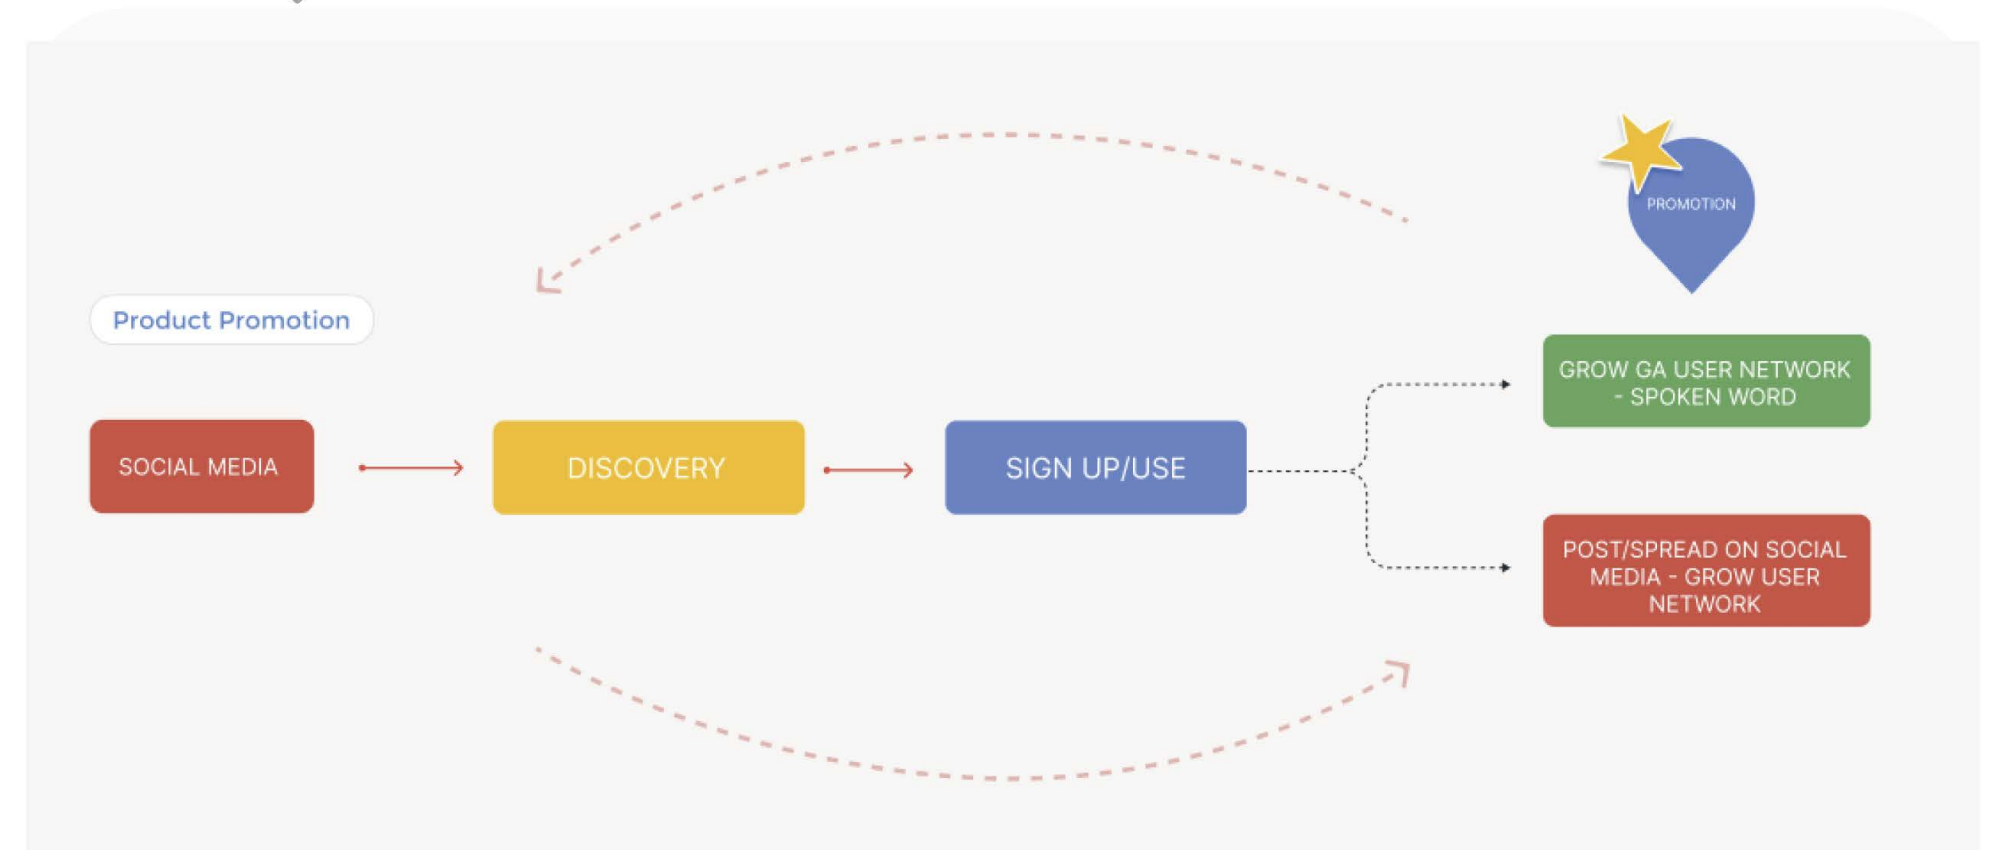 PROMOTION
Product Promotion
SOCIAL MEDIA
DISCOVERY
SIGN UP/USE
GROW GA USER NETWORK
- SPOKEN WORD
POST/SPREAD ON SOCIAL
MEDIA - GROW USER
NETWORK